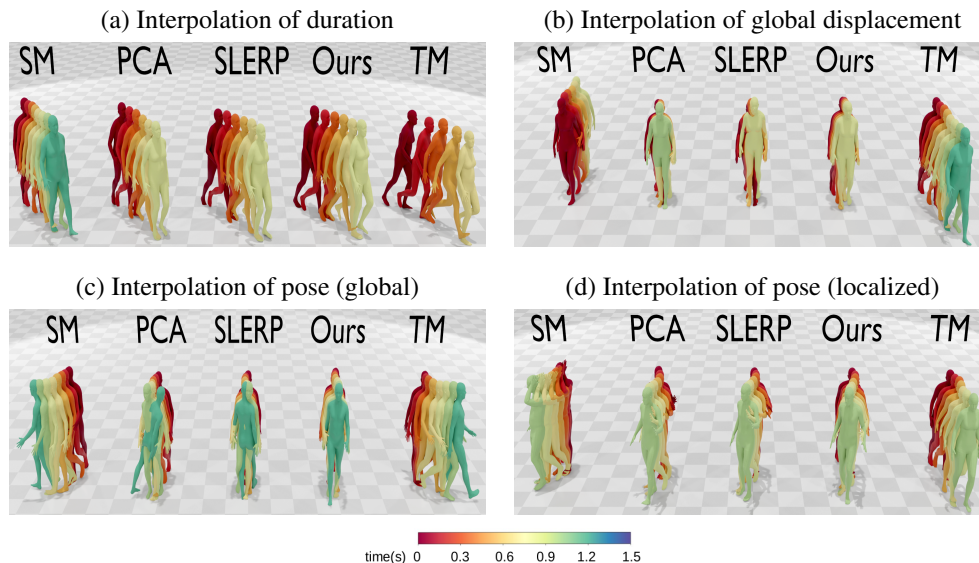 (a) Interpolation of duration
SM PCA SLERP Ours TM
(b) Interpolation of global displacement
SM PCA SLERP Ours TM
(c) Interpolation of pose (global)
SM PCA SLERP Ours TM
(d) Interpolation of pose (localized)
SM PCA SLERP Ours TM
time(s) 0 0.3 0.6 0.9 1.2 1.5